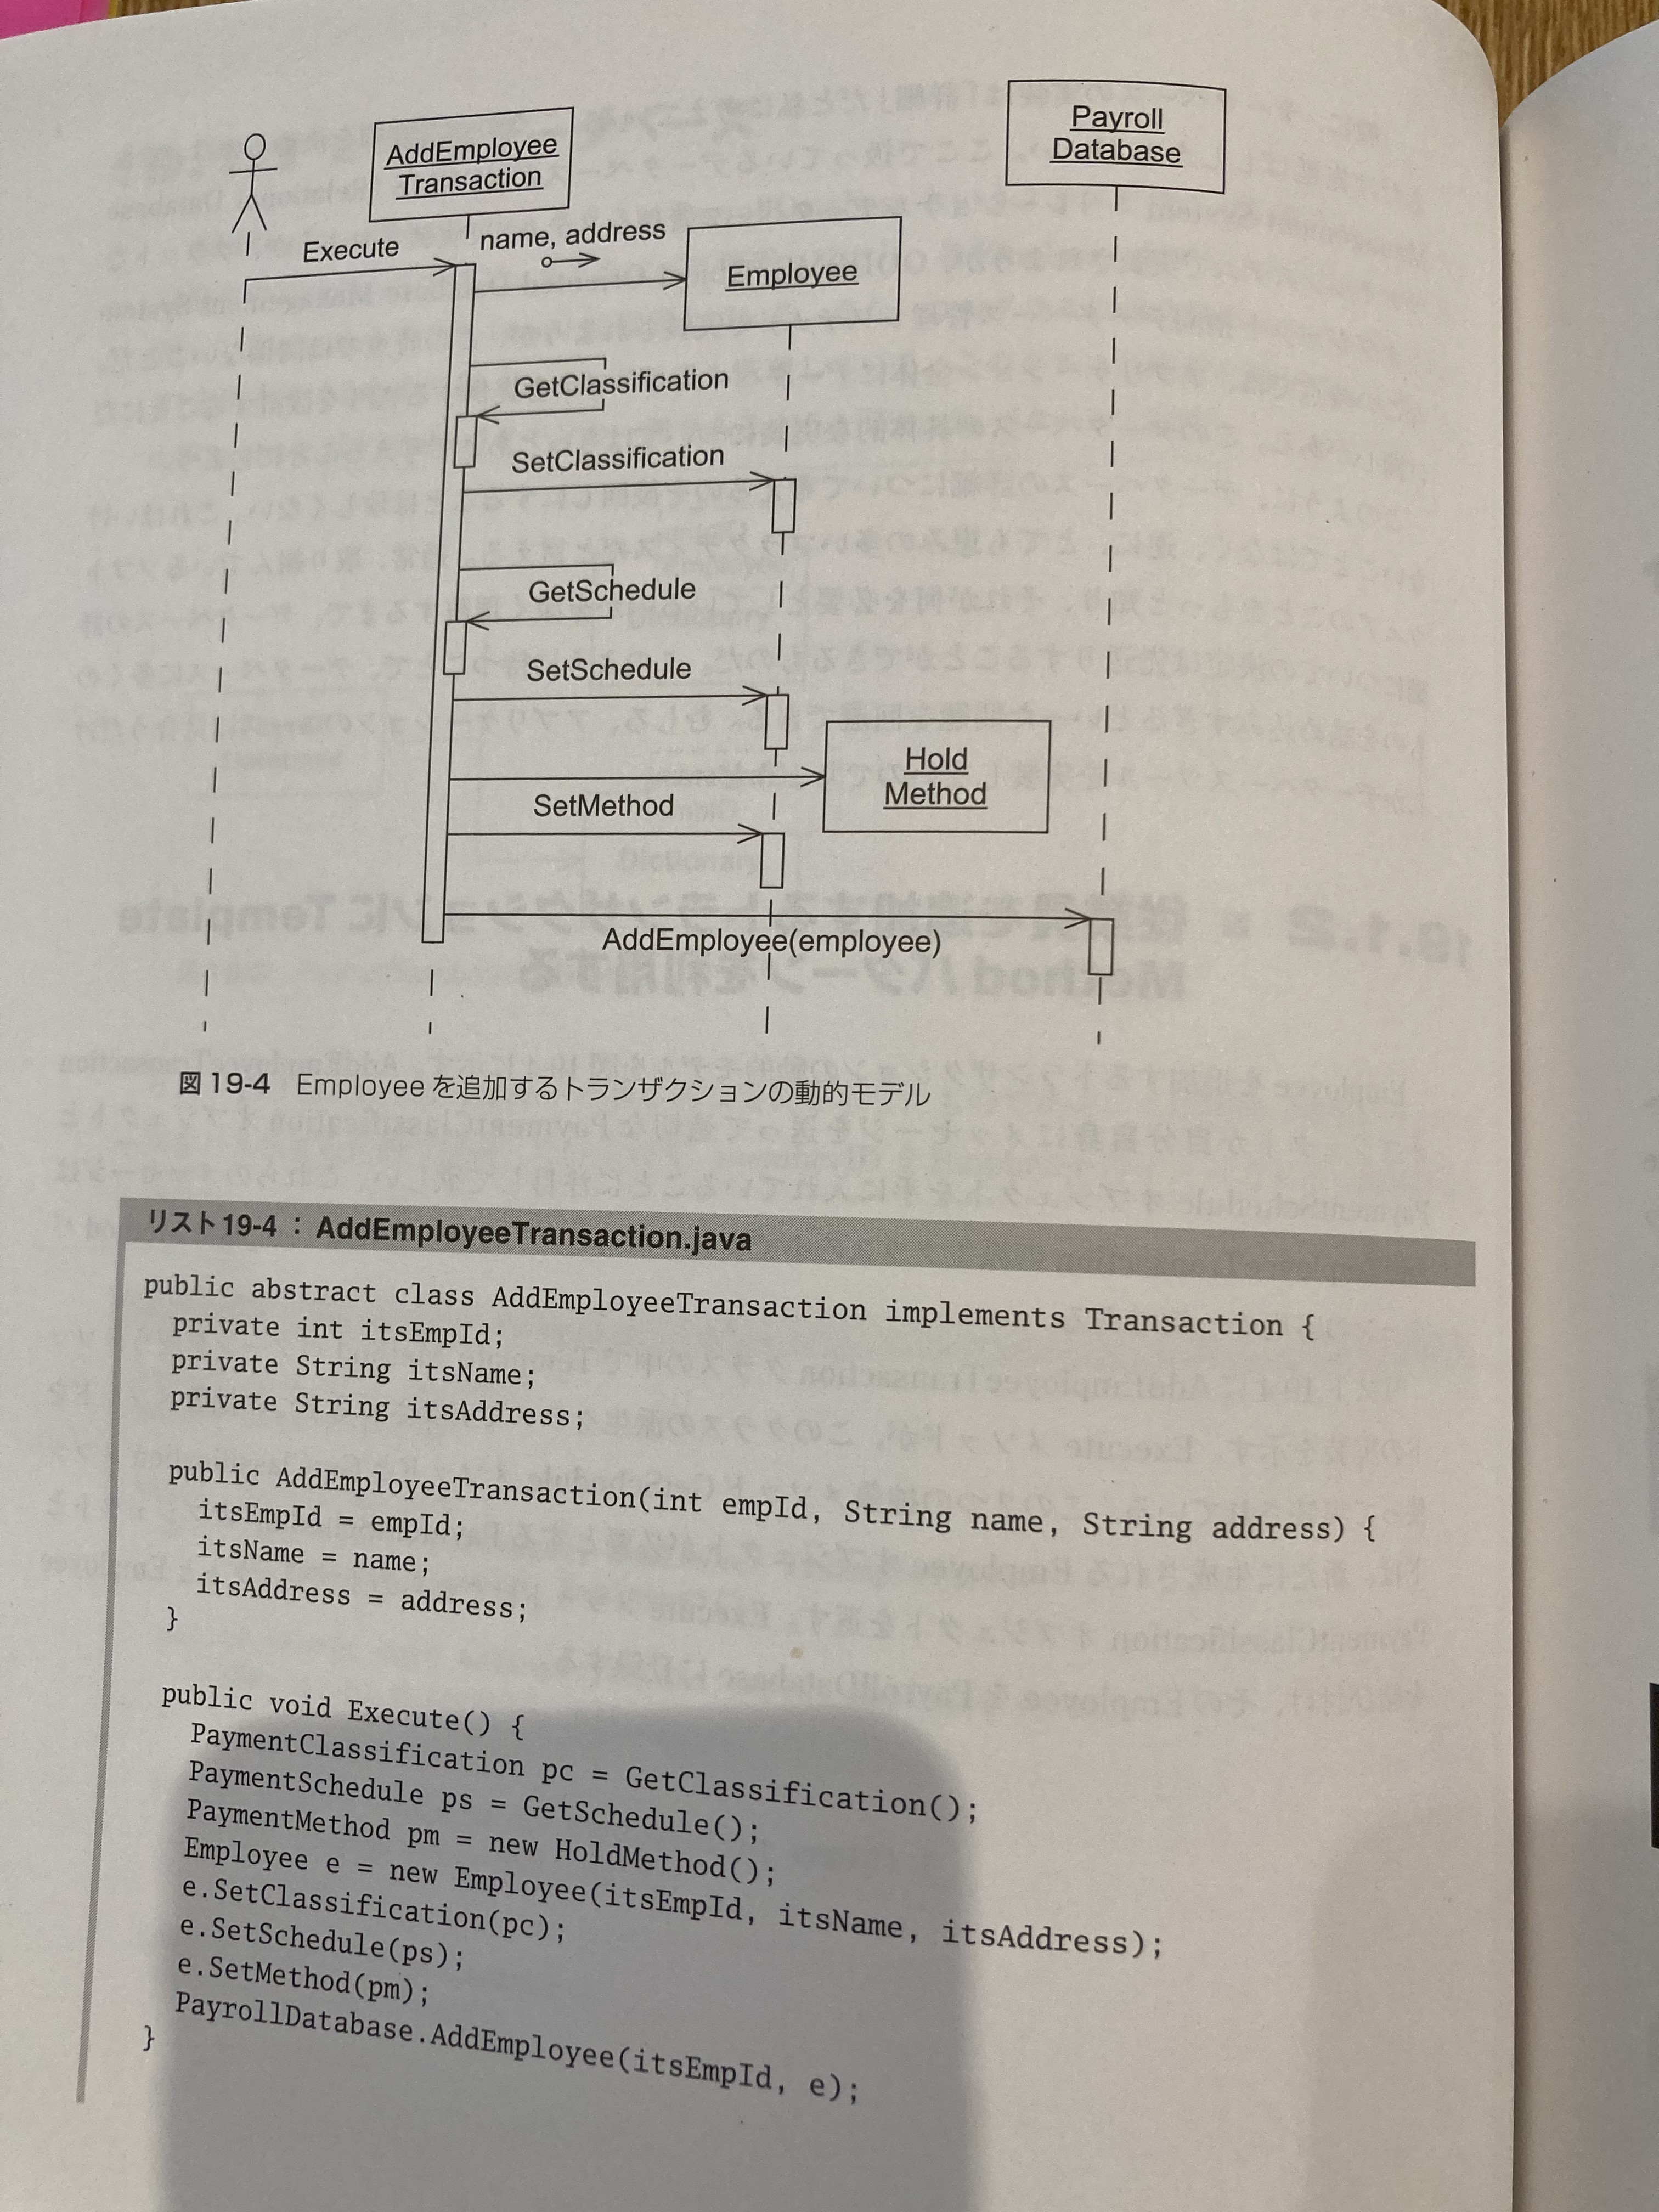 AddEmployee
Transaction
Payroll
Database
name, address
Execute
Employee
GetClassification
SetClassification
GetSchedule
SetSchedule
Hold
Method
SetMethod
AddEmployee(employee)
図 19-4 Employee を追加するトランザクションの動的モデル
リスト19-4：AddEmployeeTransaction.java
public abstract class AddEmployeeTransaction implements Transaction {
private int itsEmpId;
private String itsName;
private String itsAddress;
public AddEmployeeTransaction(int empId, String name, String address) {
itsEmpId = empId;
itsName = name;
itsAddress = address;
}
public void Execute() {
PaymentClassification pc = GetClassification();
PaymentSchedule ps = GetSchedule();
PaymentMethod pm = new HoldMethod();
Employee e = new Employee(itsEmpId, itsName, itsAddress);
e.SetClassification(pc);
e.SetSchedule(ps);
e.SetMethod(pm);
PayrollDatabase.AddEmployee(itsEmpId, e);
}